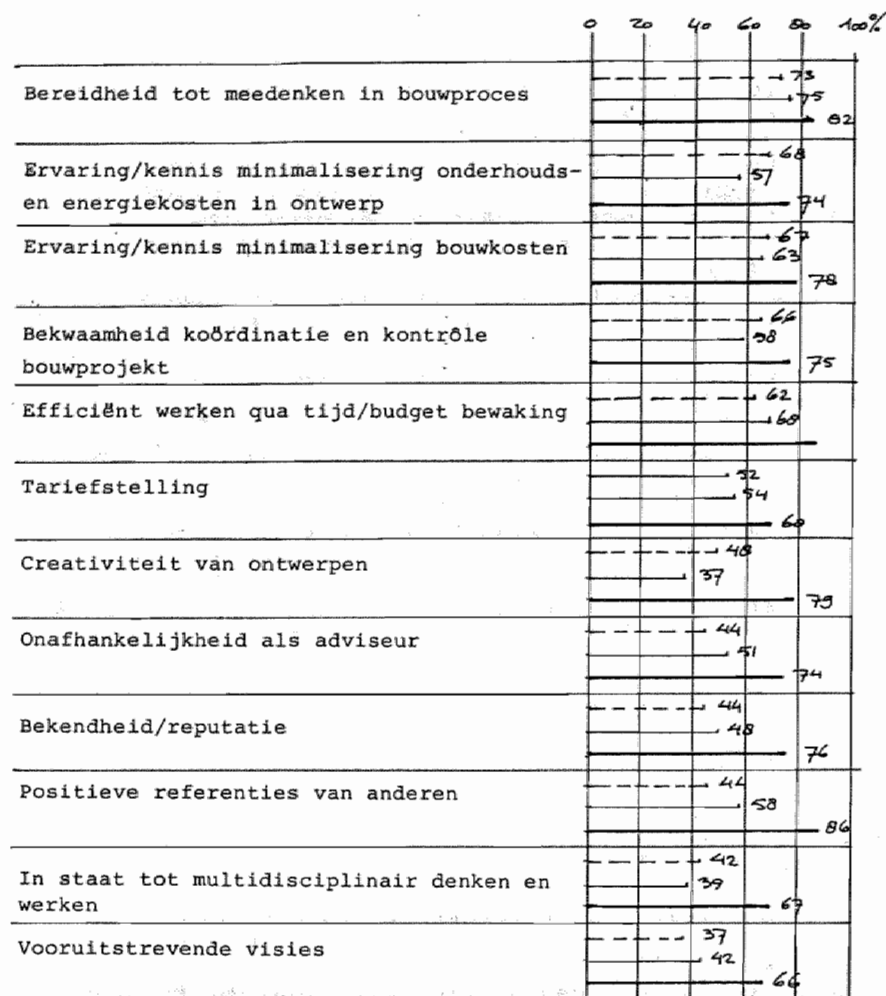 0 20 40 60 80 100%
73
Bereidheid tot meedenken in bouwproces
75
82
68
Ervaring/kennis minimalisering onderhouds-
57
en energiekosten in ontwerp
74
67
Ervaring/kennis minimalisering bouwkosten
63
78
66
Bekwaamheid koördinatie en kontrôle
58
bouwprojekt
75
62
Efficiënt werken qua tijd/budget bewaking
68
52
Tariefstelling
54
68
48
Creativiteit van ontwerpen
37
79
44
Onafhankelijkheid als adviseur
51
74
44
Bekendheid/reputatie
48
76
44
Positieve referenties van anderen
58
86
42
In staat tot multidisciplinair denken en
39
werken
67
37
Vooruitstrevende visies
42
66